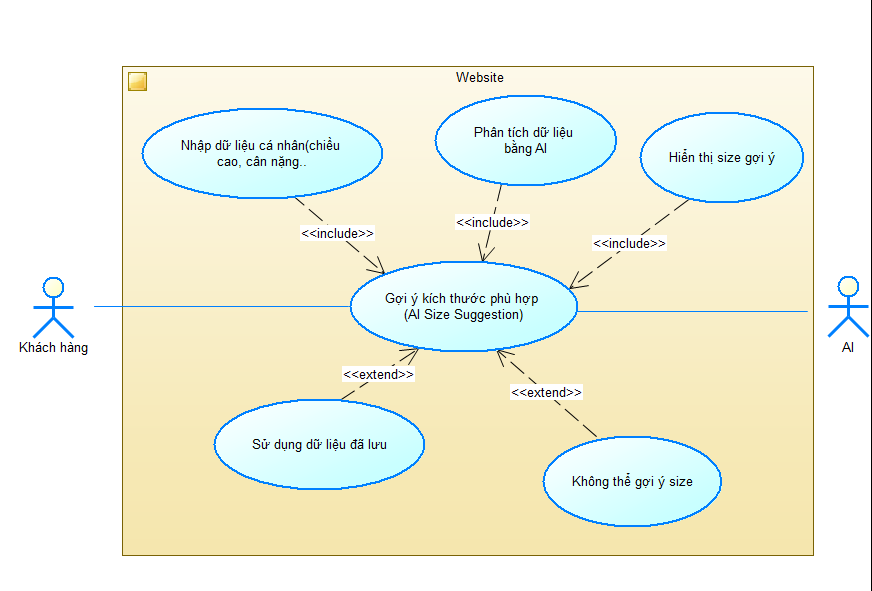 Website
Nhập dữ liệu cá nhân(chiều
cao, cân nặng..
Phân tích dữ liệu
bằng AI
Hiển thị size gợi ý
<<include>>
<<include>>
<<include>>
Gợi ý kích thước phù hợp
(AI Size Suggestion)
Khách hàng
AI
<<extend>>
<<extend>>
Sử dụng dữ liệu đã lưu
Không thể gợi ý size